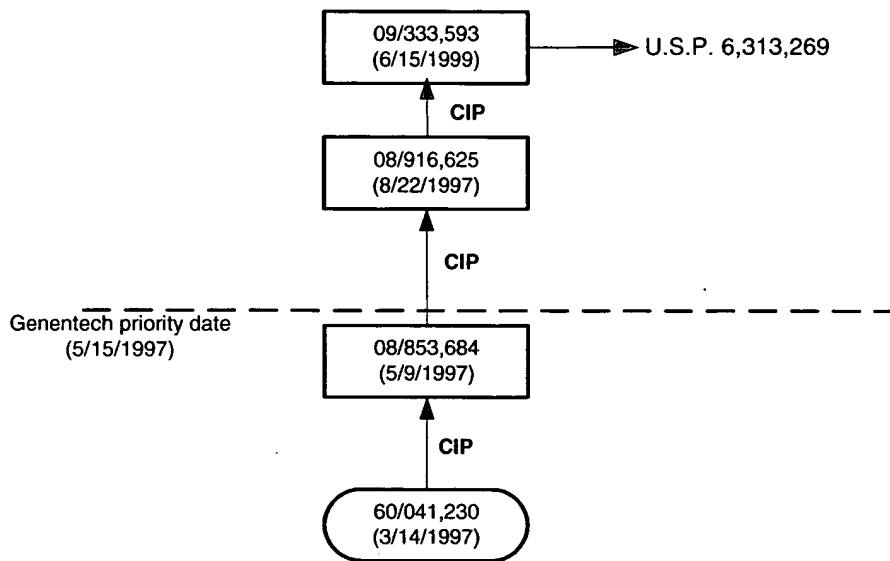 09/333,593
(6/15/1999)
U.S.P. 6,313,269
CIP
08/916,625
(8/22/1997)
CIP
Genentech priority date
(5/15/1997)
08/853,684
(5/9/1997)
CIP
60/041,230
(3/14/1997)